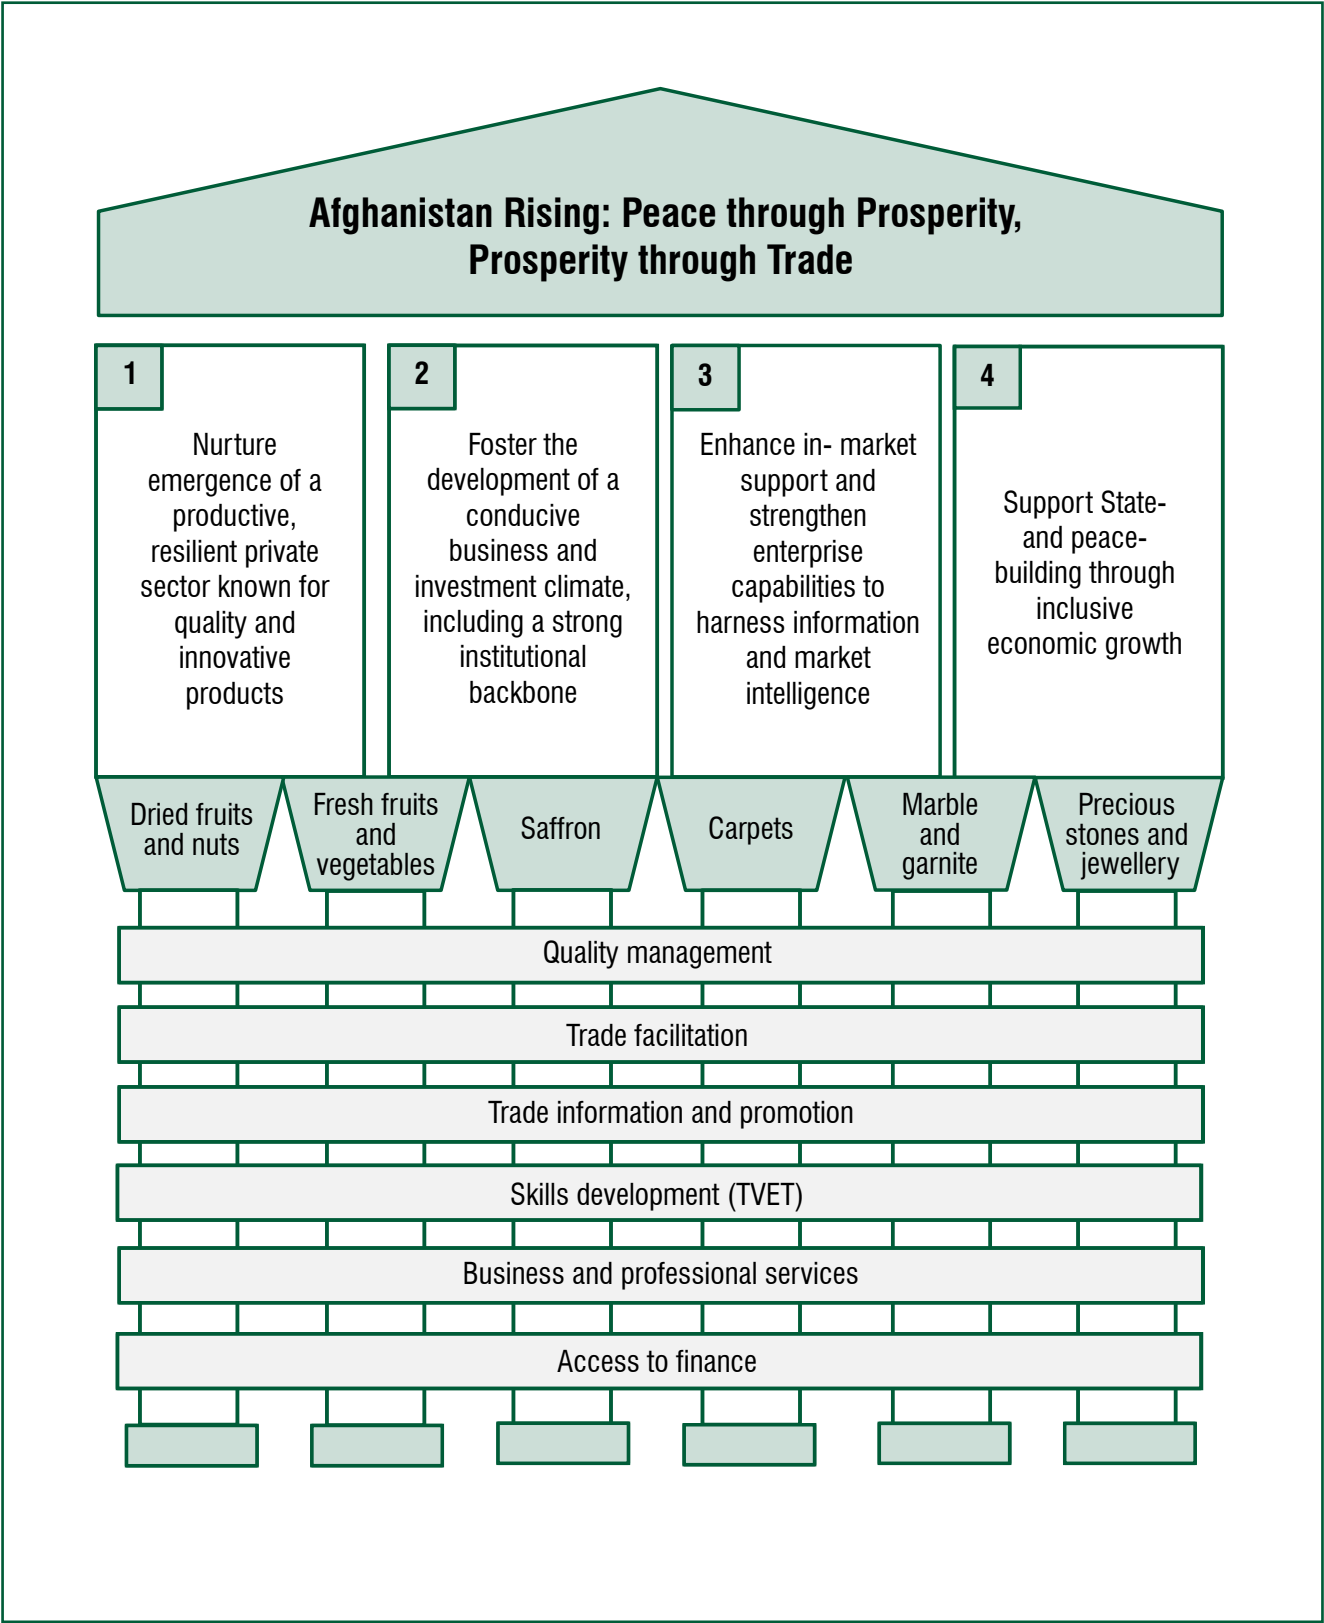 Afghanistan Rising: Peace through Prosperity,
Prosperity through Trade
1
Nurture
emergence of a
productive,
resilient private
sector known for
quality and
innovative
products
2
Foster the
development of a
conducive
business and
investment climate,
including a strong
institutional
backbone
3
Enhance in- market
support and
strengthen
enterprise
capabilities to
harness information
and market
intelligence
4
Support State-
and peace-
building through
inclusive
economic growth
Dried fruits
and nuts
Fresh fruits
and
vegetables
Saffron
Carpets
Marble
and
garnite
Precious
stones and
jewellery
Quality management
Trade facilitation
Trade information and promotion
Skills development (TVET)
Business and professional services
Access to finance